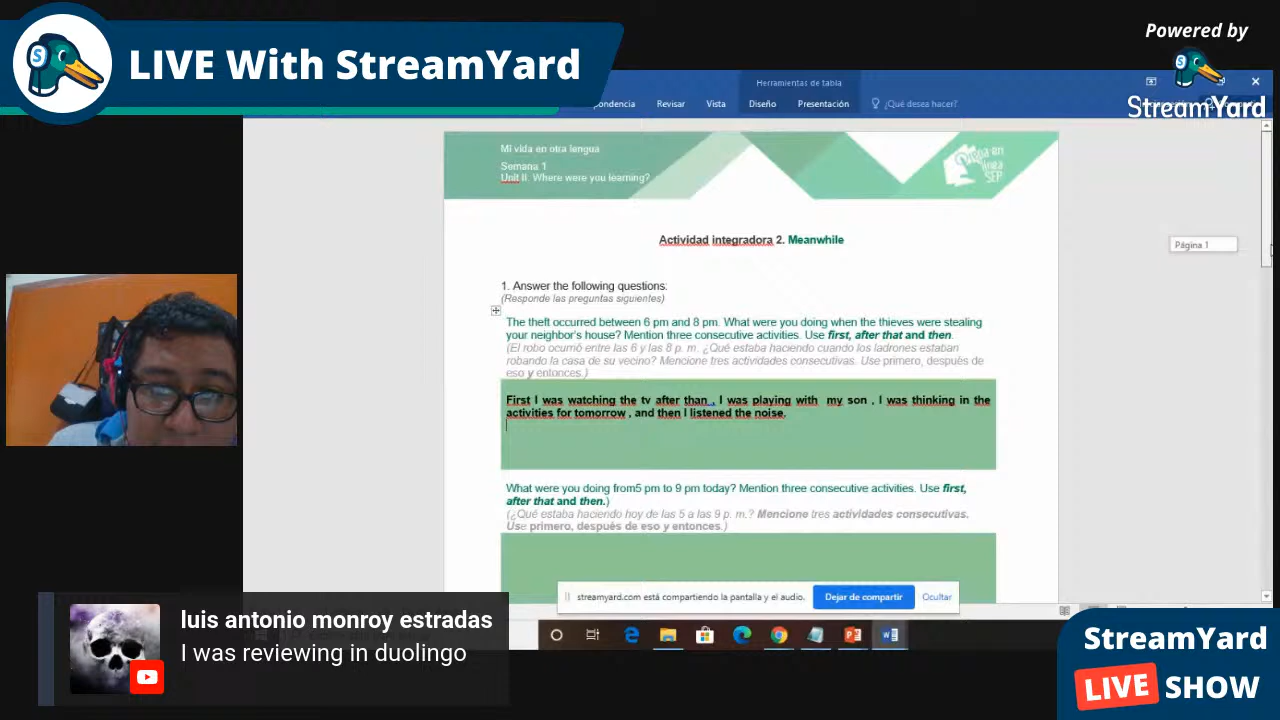 LIVE With StreamYard
Powered by
StreamYard
Herramientas de tabla
pondencia Revisar Vista Diseño Presentación ¿Qué desea hacer?
Mi vida en otra lengua
Semana 1
Unit II. Where were you learning?
en línea
SEP
Actividad integradora 2. Meanwhile
Página 1
1. Answer the following questions:
(Responde las preguntas siguientes)
The theft occurred between 6 pm and 8 pm. What were you doing when the thieves were stealing
your neighbor's house? Mention three consecutive activities. Use first, after that and then.
(El robo ocurrió entre las 6 y las 8 p. m. ¿Qué estaba haciendo cuando los ladrones estaban
robando la casa de su vecino? Mencione tres actividades consecutivas. Use primero, después de
eso y entonces.)
First I was watching the tv after than , I was playing with my son , I was thinking in the
activities for tomorrow , and then I listened the noise.
What were you doing from5 pm to 9 pm today? Mention three consecutive activities. Use first,
after that and then.)
(¿Qué estaba haciendo hoy de las 5 a las 9 p. m.? Mencione tres actividades consecutivas.
Use primero, después de eso y entonces.)
streamyard.com está compartiendo la pantalla y el audio. Dejar de compartir Ocultar
luis antonio monroy estradas
I was reviewing in duolingo
StreamYard
LIVE SHOW